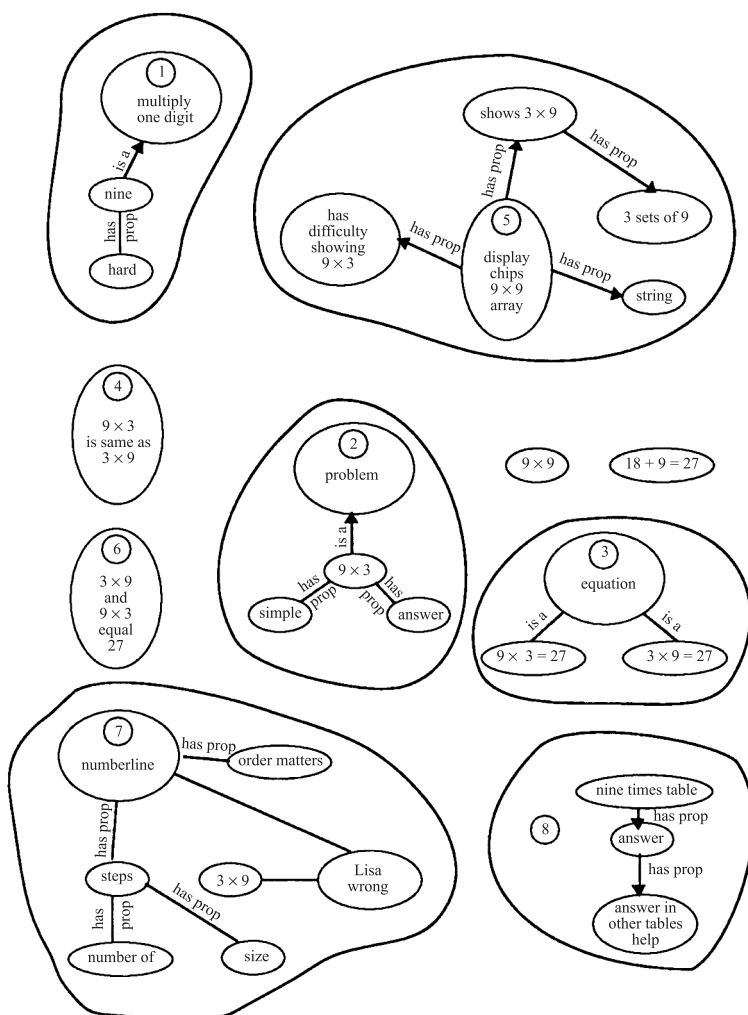 1
multiply
one digit
is a
nine
has
prop
hard
shows 3 × 9
has prop
has prop
3 sets of 9
has
difficulty
showing
9 × 3
has prop
5
display
chips
9 × 9
array
has prop
string
4
9 × 3
is same as
3 × 9
2
problem
is a
9 × 3
has
prop
has
prop
simple
answer
9 × 9
18 + 9 = 27
6
3 × 9
and
9 × 3
equal
27
3
equation
is a
is a
9 × 3 = 27
3 × 9 = 27
7
numberline
has prop
order matters
has prop
steps
3 × 9
Lisa
wrong
has
prop
has prop
number of
size
8
nine times table
has prop
answer
has prop
answer in
other tables
help